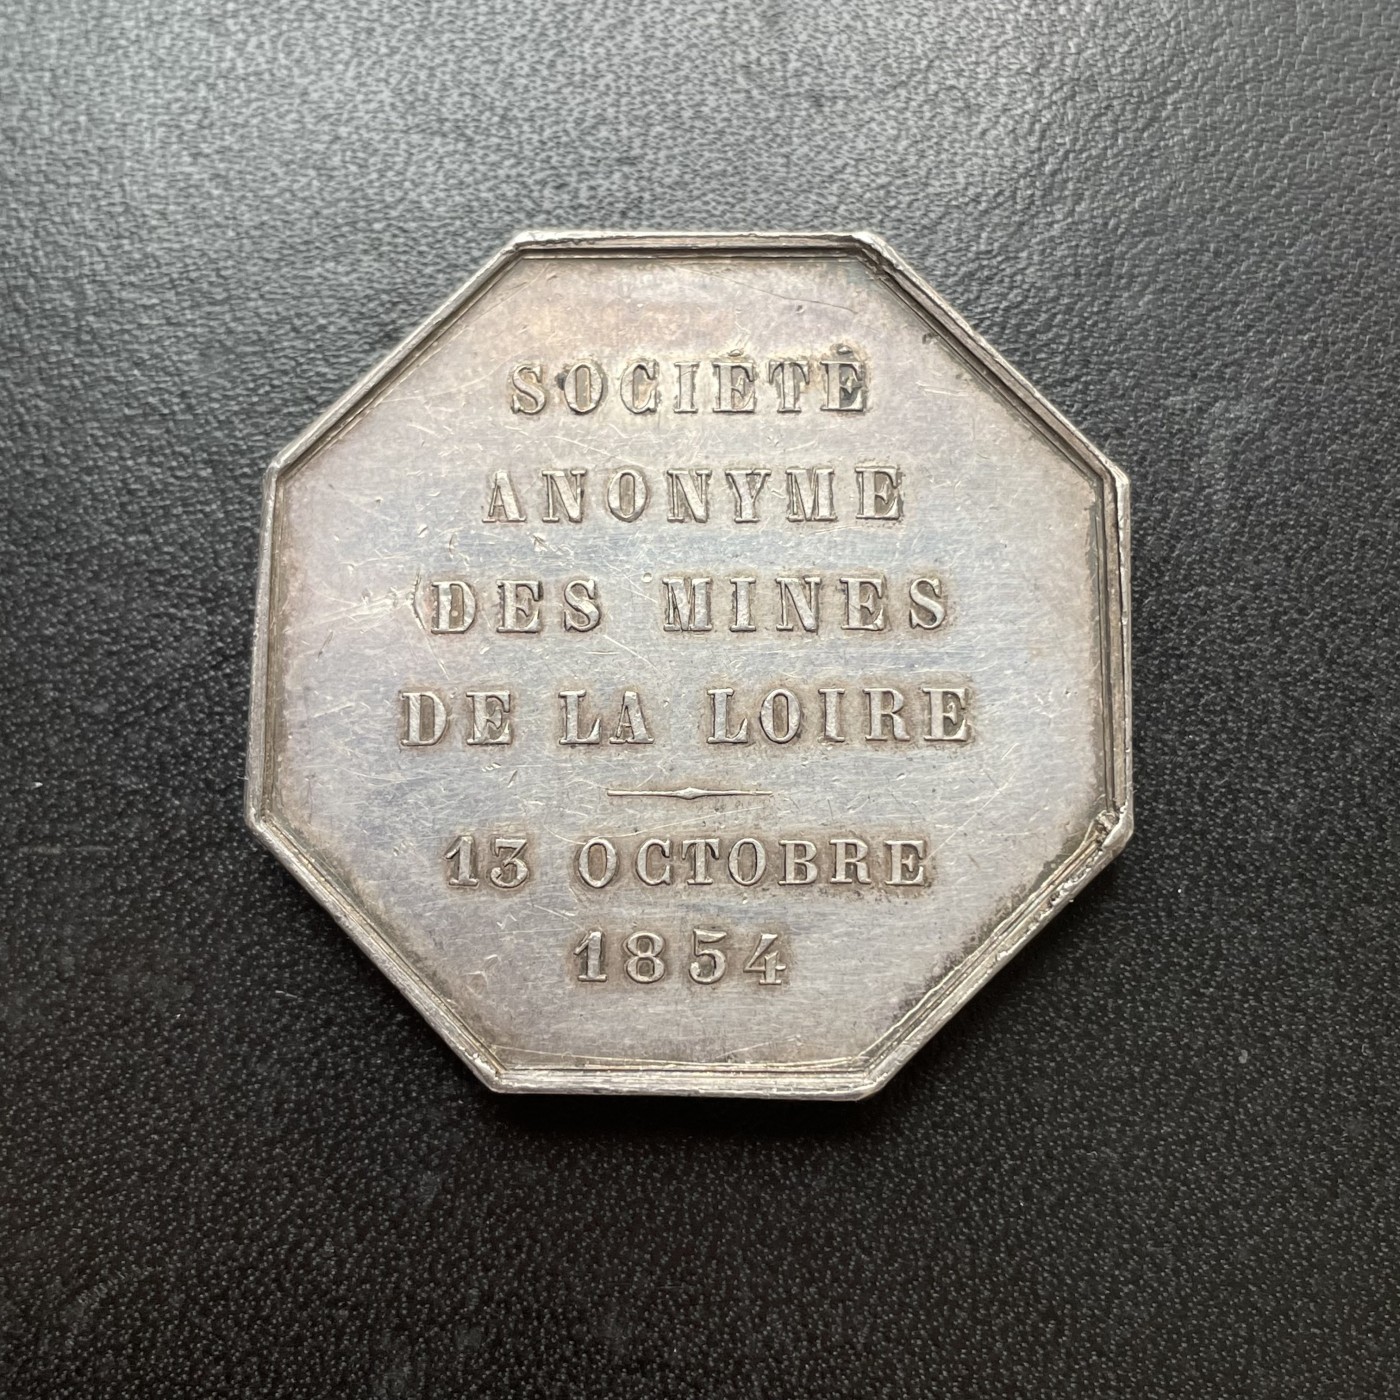 SOCIÉTÉ
ANONYME
DES MINES
DE LA LOIRE
13 OCTOBRE
1854